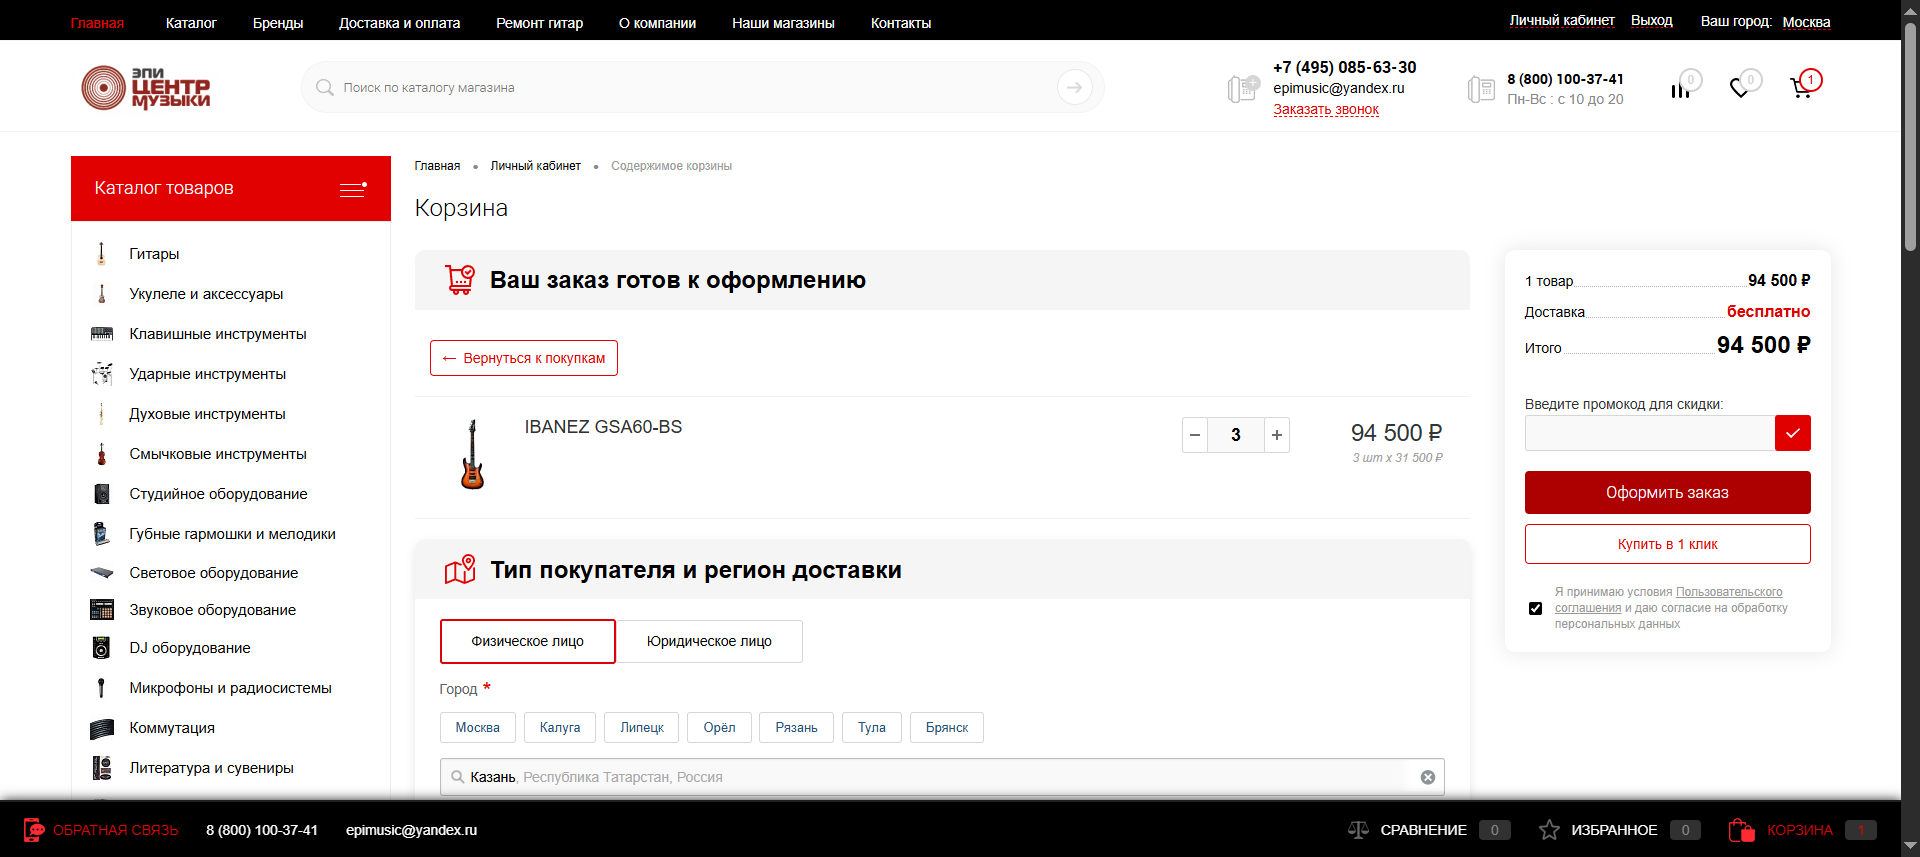 Главная
Каталог
Бренды
Доставка и оплата
Ремонт гитар
О компании
Наши магазины
Контакты
Личный кабинет
Выход
Ваш город: Москва
ЭПИ
ЦЕНТР
МУЗЫКИ
Поиск по каталогу магазина
+7 (495) 085-63-30
epimusic@yandex.ru
Заказать звонок
8 (800) 100-37-41
Пн-Вс : с 10 до 20
0
0
1
Каталог товаров
Гитары
Укулеле и аксессуары
Клавишные инструменты
Ударные инструменты
Духовые инструменты
Смычковые инструменты
Студийное оборудование
Губные гармошки и мелодики
Световое оборудование
Звуковое оборудование
DJ оборудование
Микрофоны и радиосистемы
Коммутация
Литература и сувениры
Главная • Личный кабинет • Содержимое корзины
Корзина
Ваш заказ готов к оформлению
← Вернуться к покупкам
IBANEZ GSA60-BS
− 3 +
94 500 ₽
3 шт x 31 500 ₽
Тип покупателя и регион доставки
Физическое лицо
Юридическое лицо
Город *
Москва
Калуга
Липецк
Орёл
Рязань
Тула
Брянск
Казань, Республика Татарстан, Россия
1 товар 94 500 ₽
Доставка бесплатно
Итого 94 500 ₽
Введите промокод для скидки:
Оформить заказ
Купить в 1 клик
Я принимаю условия Пользовательского
соглашения и даю согласие на обработку
персональных данных
ОБРАТНАЯ СВЯЗЬ
8 (800) 100-37-41
epimusic@yandex.ru
СРАВНЕНИЕ 0
ИЗБРАННОЕ 0
КОРЗИНА 1